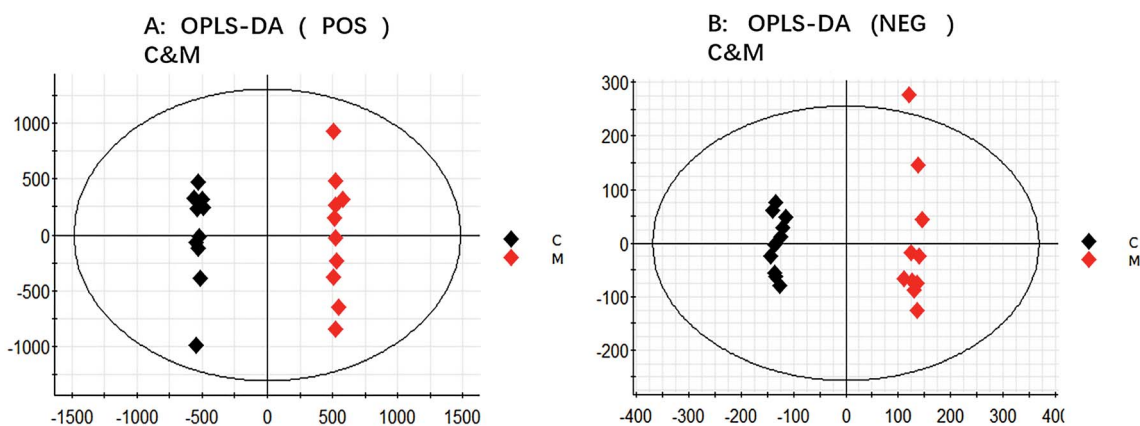 A: OPLS-DA ( POS )
C&M
1000
500
0
-500
-1000
-1500 -1000 -500 0 500 1000 1500
C
M
B: OPLS-DA (NEG )
C&M
300
200
100
0
-100
-200
-400 -300 -200 -100 0 100 200 300
C
M